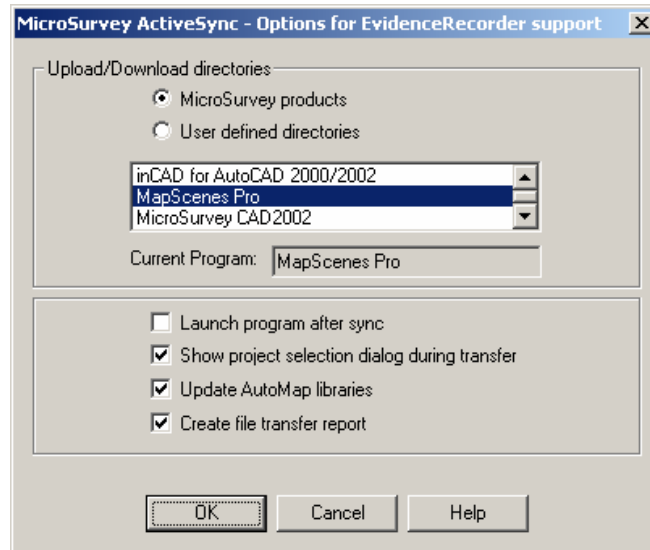 MicroSurvey ActiveSync - Options for EvidenceRecorder support
Upload/Download directories
MicroSurvey products
User defined directories
inCAD for AutoCAD 2000/2002
MapScenes Pro
MicroSurvey CAD2002
Current Program: MapScenes Pro
Launch program after sync
Show project selection dialog during transfer
Update AutoMap libraries
Create file transfer report
OK Cancel Help